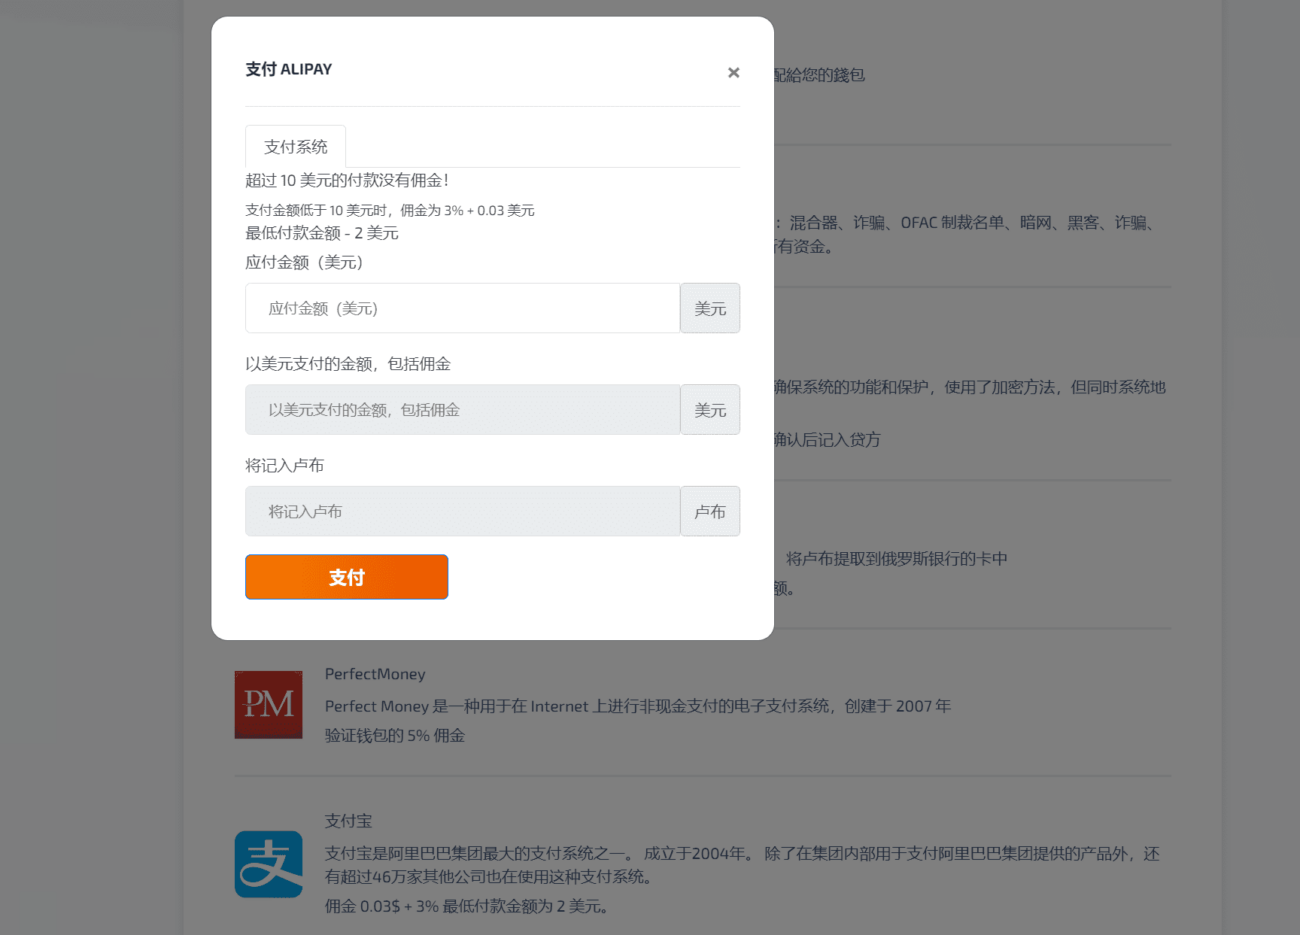 支付 ALIPAY
×
支付系统
超过 10 美元的付款没有佣金！
支付金额低于 10 美元时，佣金为 3% + 0.03 美元
最低付款金额 - 2 美元
应付金额（美元）
应付金额（美元）
美元
以美元支付的金额，包括佣金
以美元支付的金额，包括佣金
美元
将记入卢布
将记入卢布
卢布
支付
配給您的錢包
：混合器、诈骗、OFAC 制裁名单、暗网、黑客、诈骗、
所有资金。
确保系统的功能和保护，使用了加密方法，但同时系统地
确认后记入贷方
将卢布提取到俄罗斯银行的卡中
额。
PM
PerfectMoney
Perfect Money 是一种用于在 Internet 上进行非现金支付的电子支付系统，创建于 2007 年
验证钱包的 5% 佣金
支
支付宝
支付宝是阿里巴巴集团最大的支付系统之一。 成立于2004年。 除了在集团内部用于支付阿里巴巴集团提供的产品外，还
有超过46万家其他公司也在使用这种支付系统。
佣金 0.03$ + 3% 最低付款金额为 2 美元。